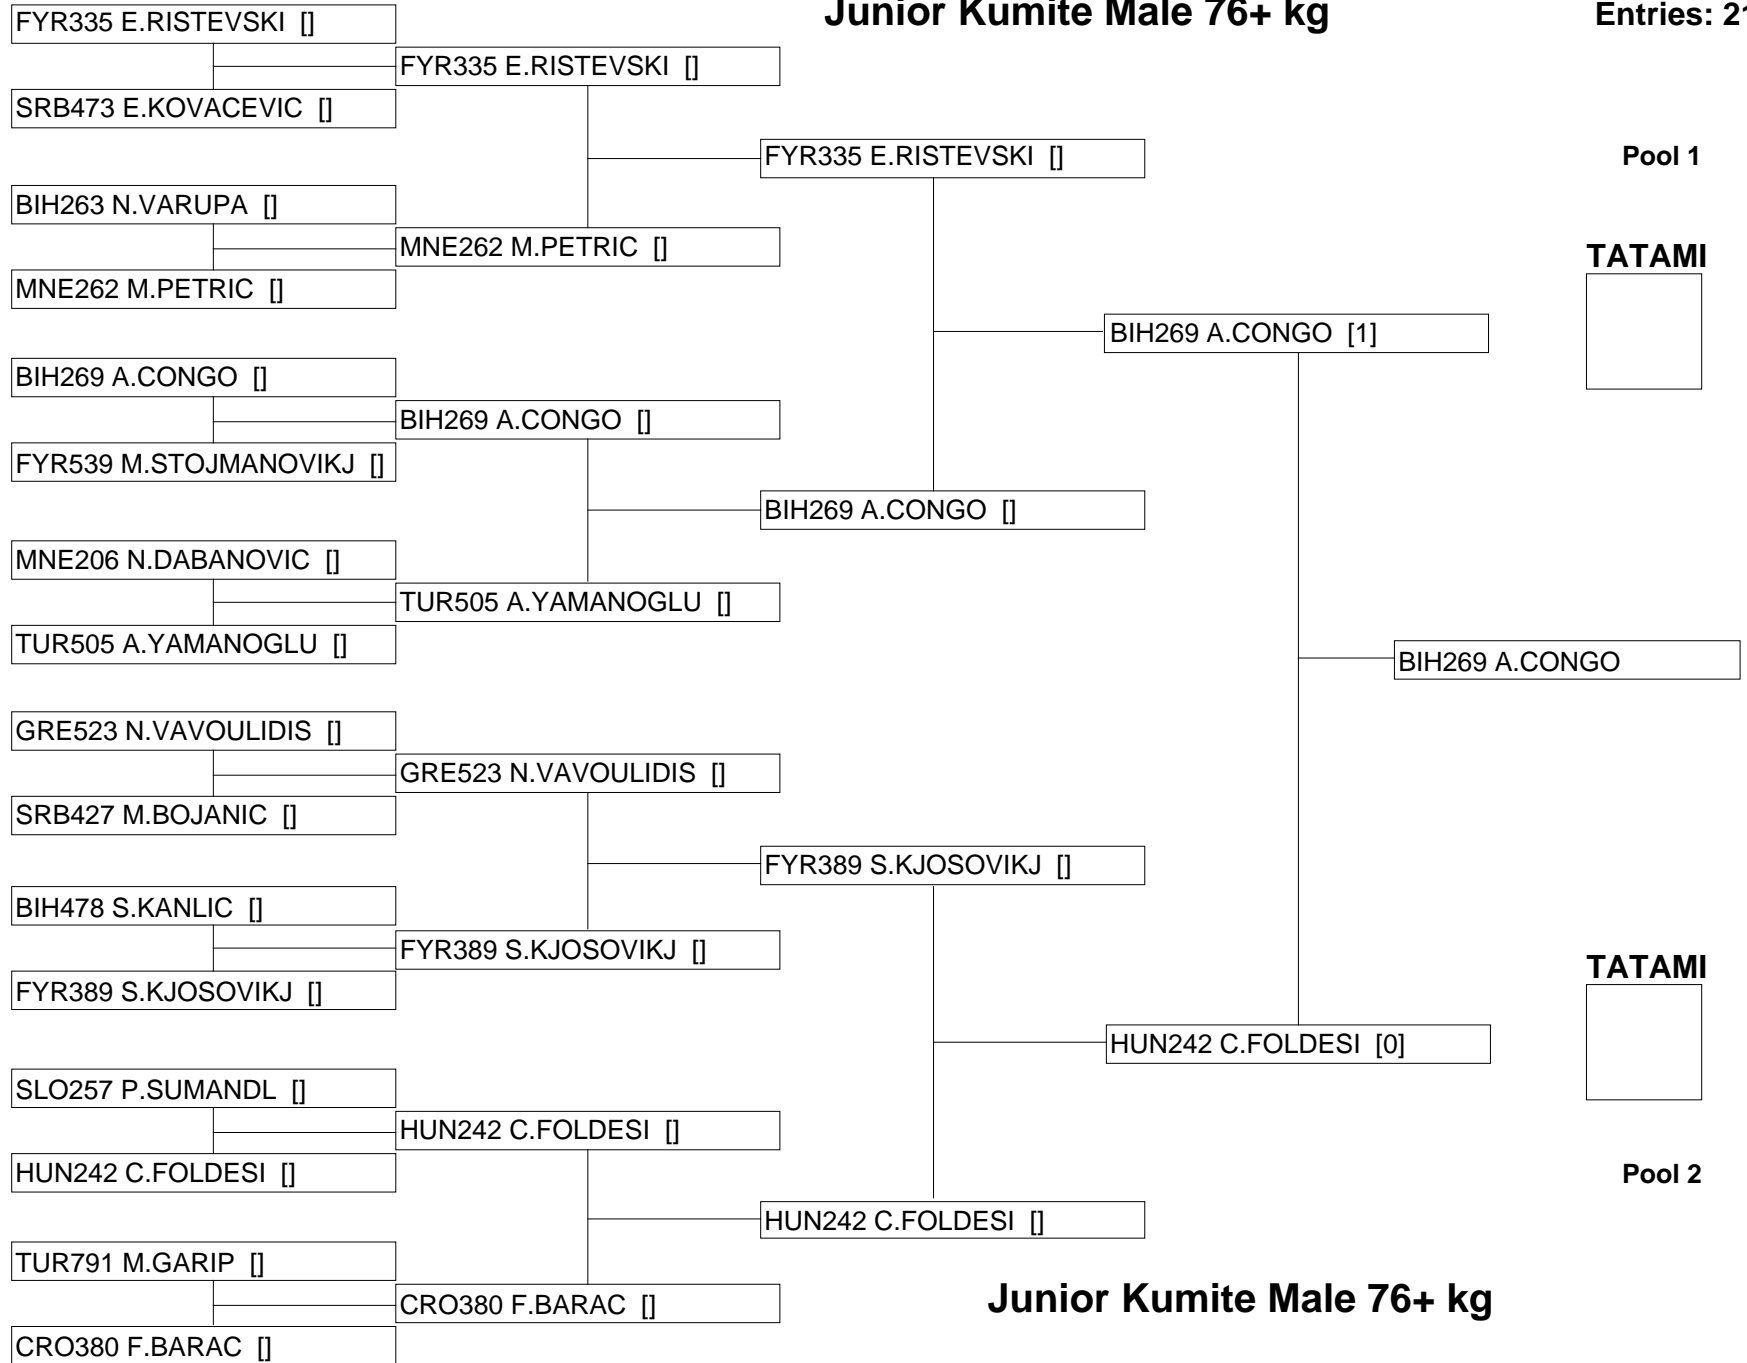 Junior Kumite Male 76+ kg
Entries: 21
FYR335 E.RISTEVSKI []
FYR335 E.RISTEVSKI []
SRB473 E.KOVACEVIC []
FYR335 E.RISTEVSKI []
Pool 1
BIH263 N.VARUPA []
MNE262 M.PETRIC []
TATAMI
MNE262 M.PETRIC []
BIH269 A.CONGO [1]
BIH269 A.CONGO []
BIH269 A.CONGO []
FYR539 M.STOJMANOVIKJ []
BIH269 A.CONGO []
MNE206 N.DABANOVIC []
TUR505 A.YAMANOGLU []
TUR505 A.YAMANOGLU []
BIH269 A.CONGO
GRE523 N.VAVOULIDIS []
GRE523 N.VAVOULIDIS []
SRB427 M.BOJANIC []
FYR389 S.KJOSOVIKJ []
BIH478 S.KANLIC []
FYR389 S.KJOSOVIKJ []
TATAMI
FYR389 S.KJOSOVIKJ []
HUN242 C.FOLDESI [0]
SLO257 P.SUMANDL []
HUN242 C.FOLDESI []
HUN242 C.FOLDESI []
Pool 2
HUN242 C.FOLDESI []
TUR791 M.GARIP []
CRO380 F.BARAC []
Junior Kumite Male 76+ kg
CRO380 F.BARAC []